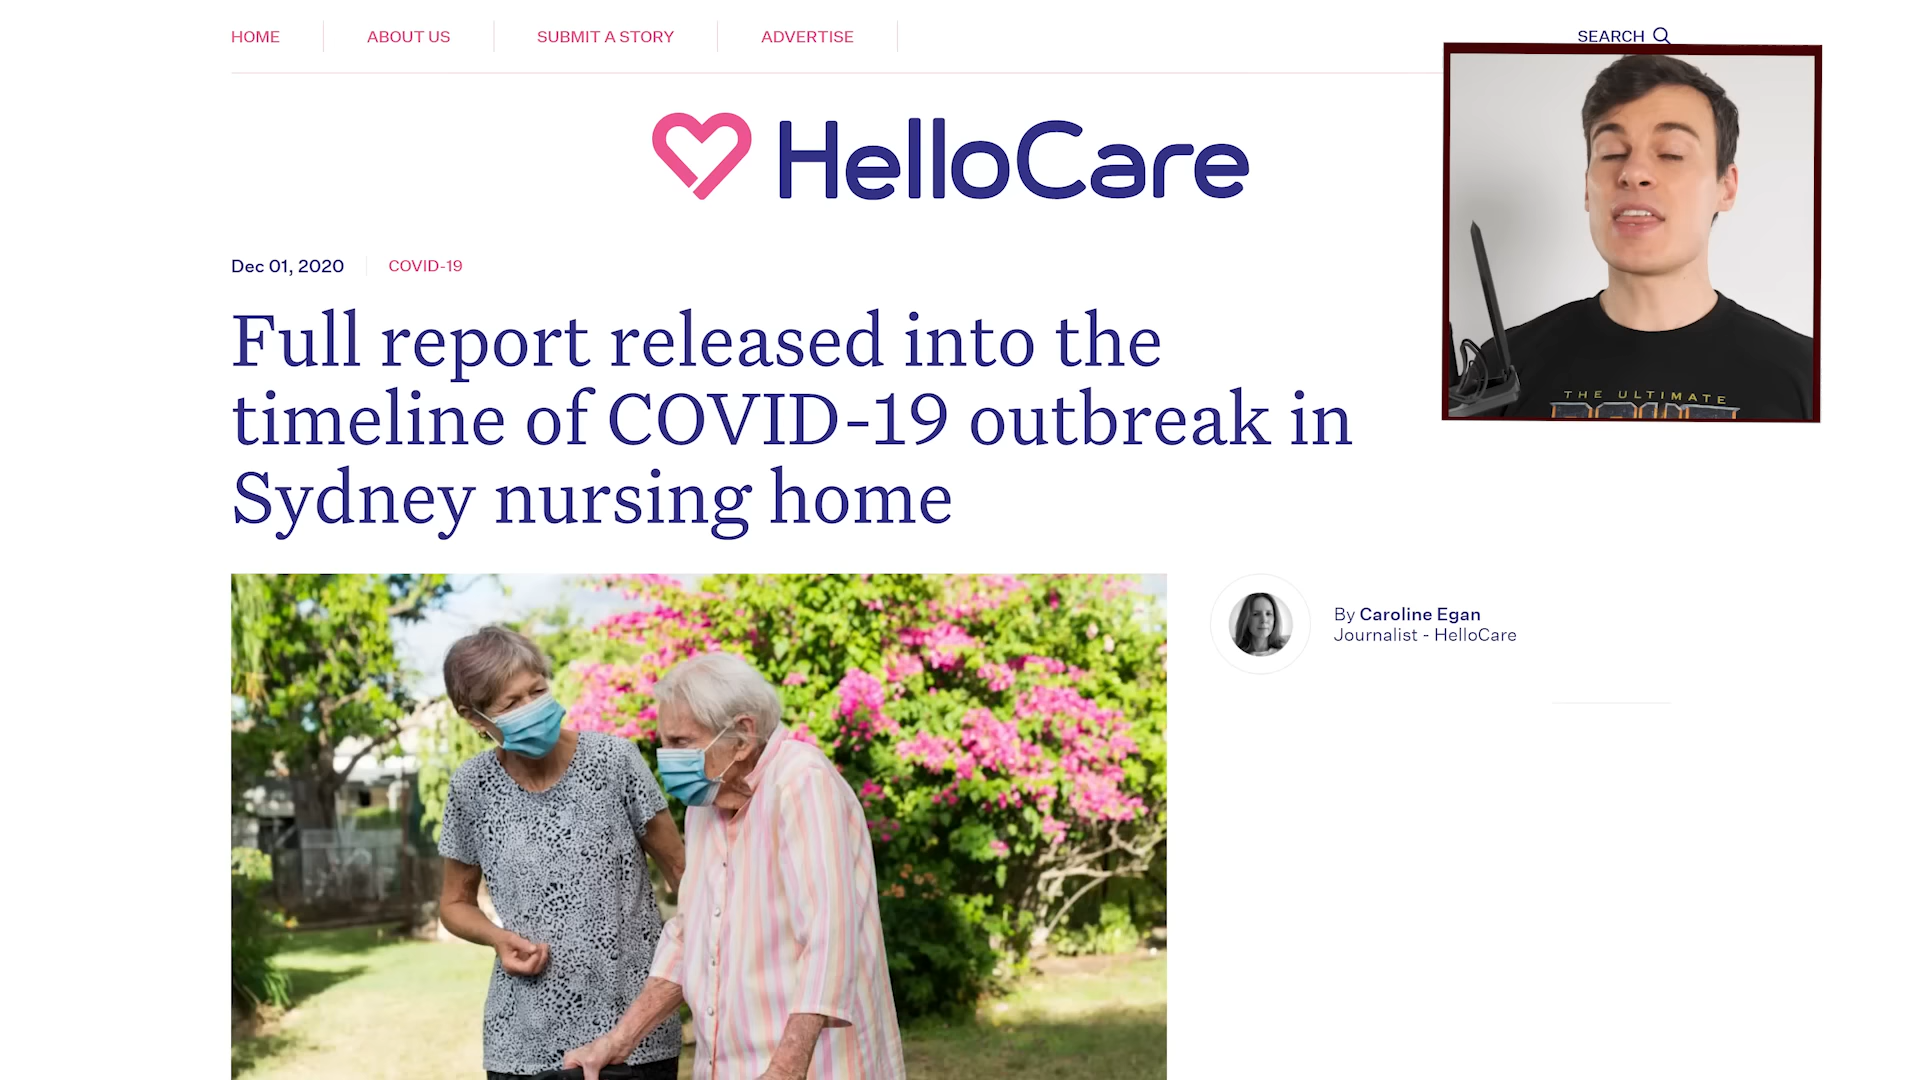 HOME
ABOUT US
SUBMIT A STORY
ADVERTISE
SEARCH
HelloCare
Dec 01, 2020
COVID-19
Full report released into the
timeline of COVID-19 outbreak in
Sydney nursing home
By Caroline Egan
Journalist - HelloCare
THE ULTIMATE